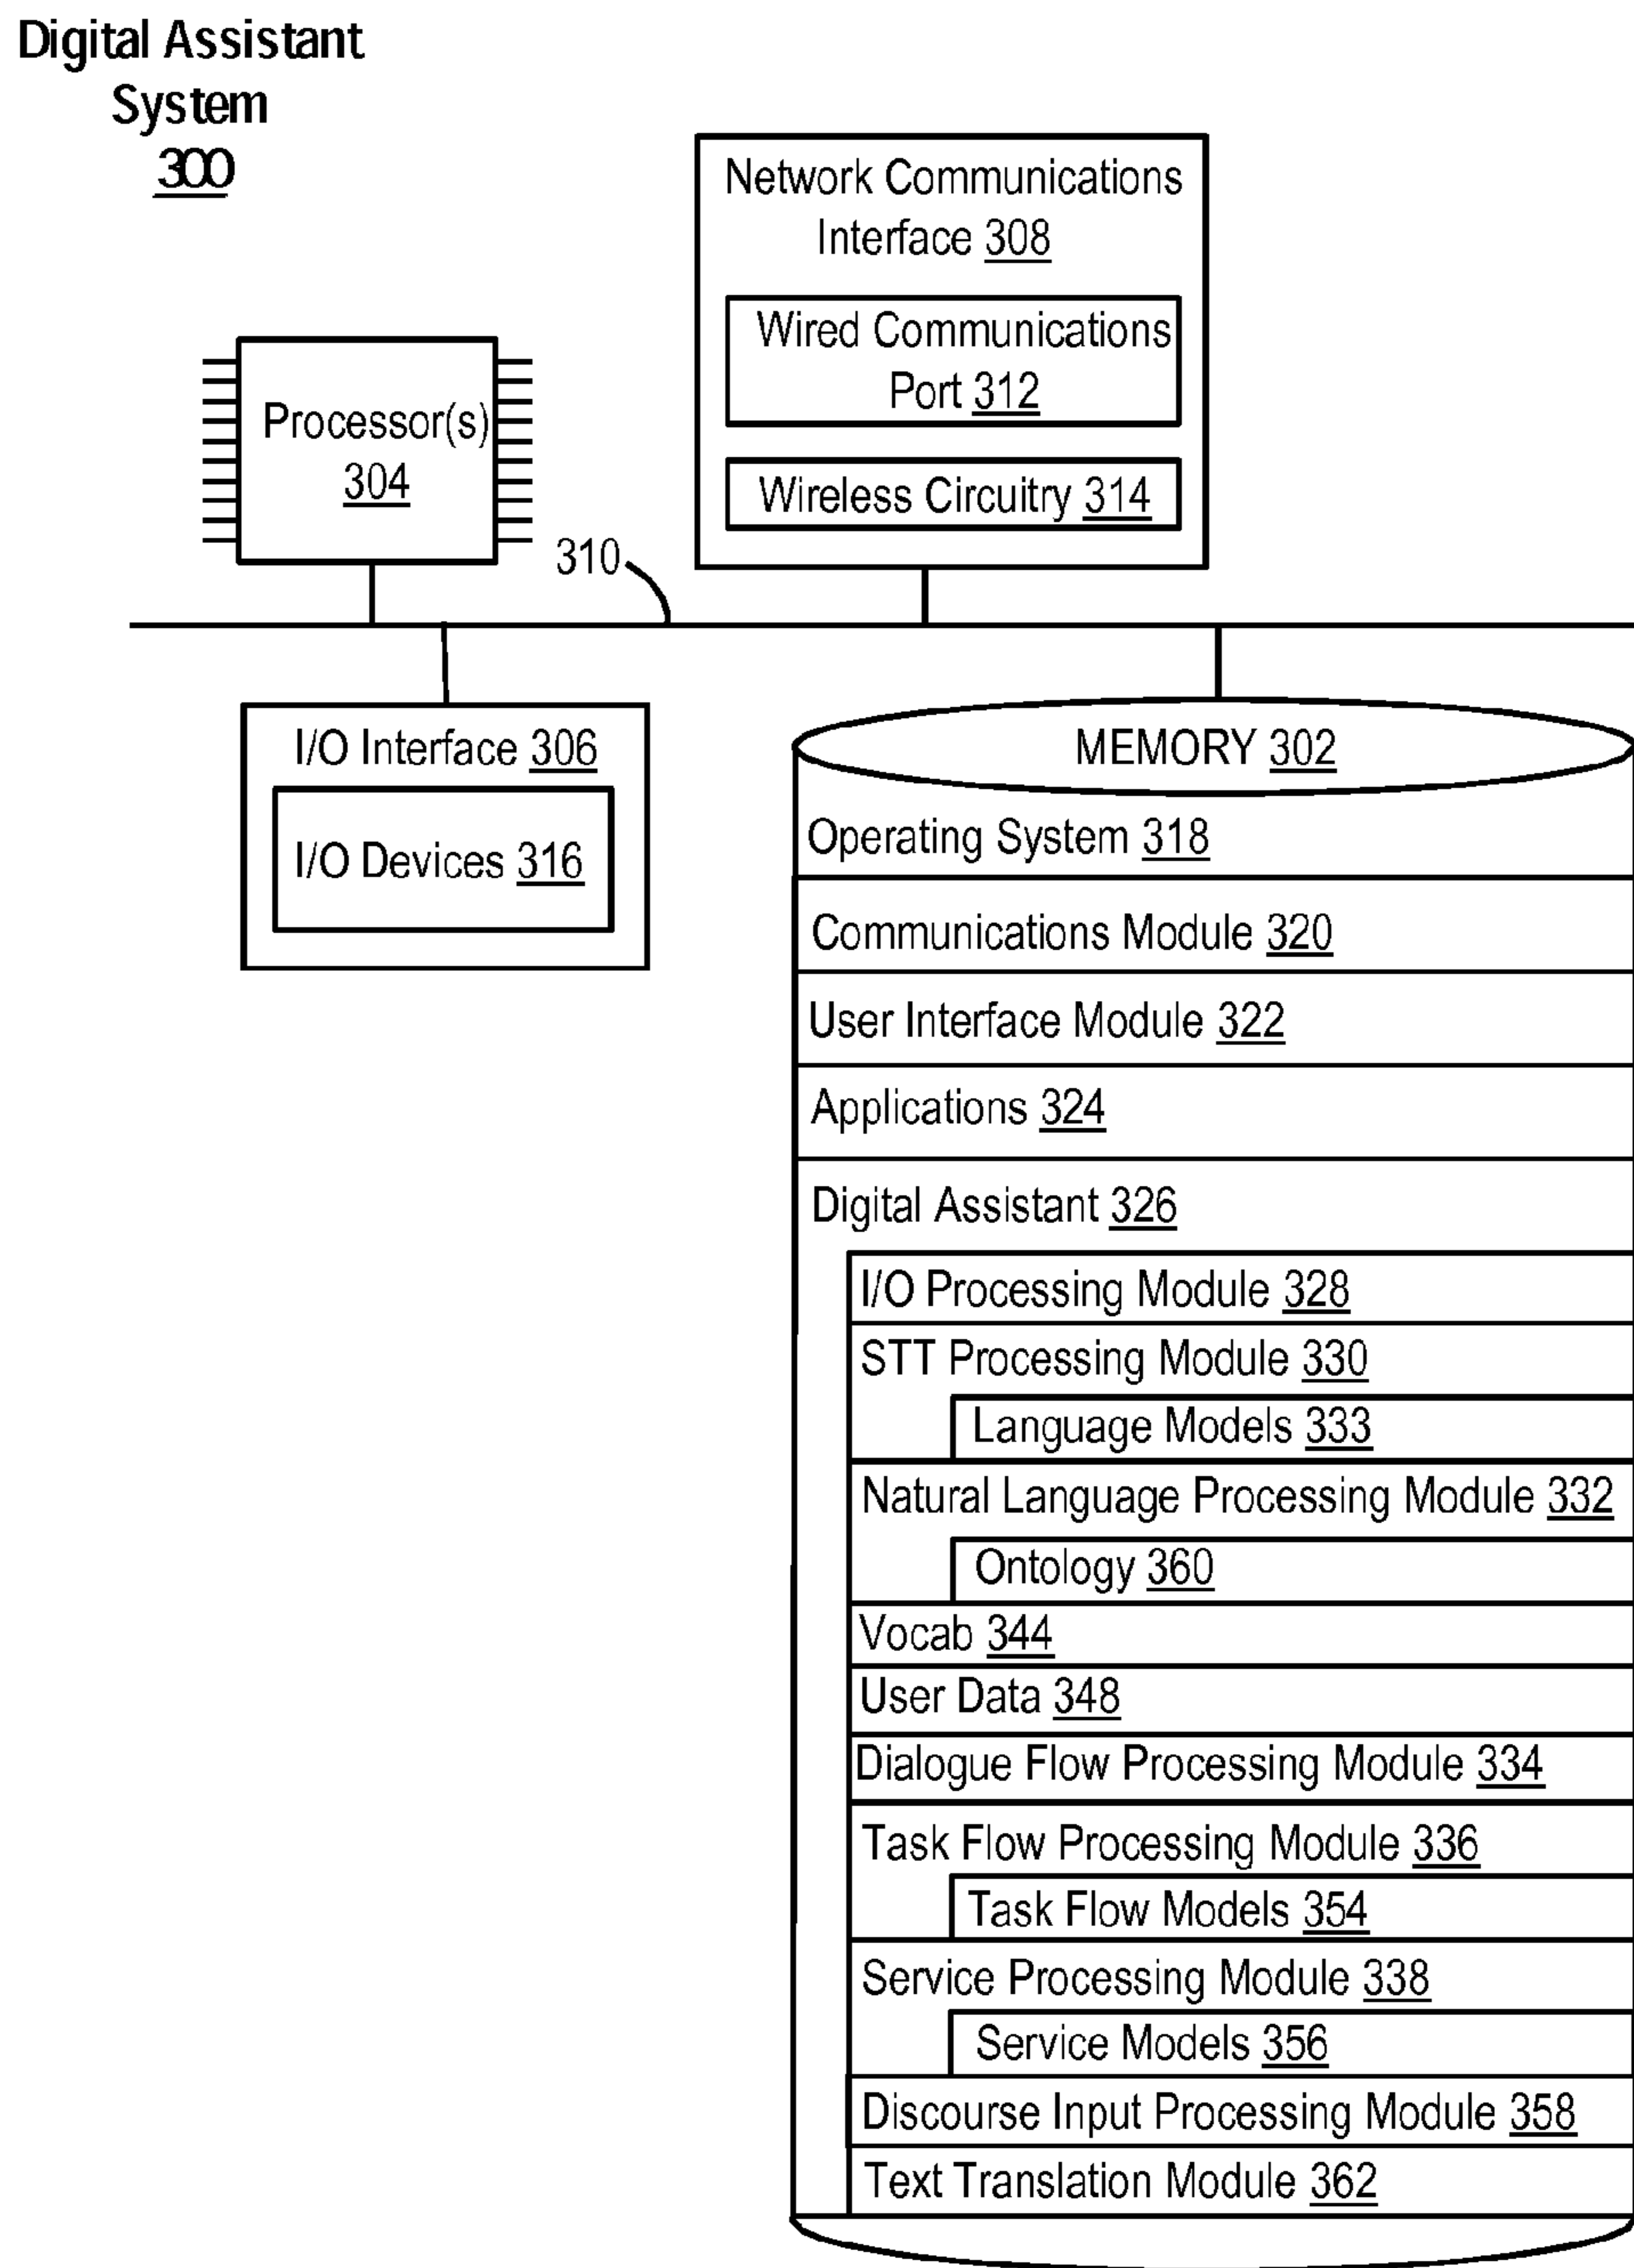 Digital Assistant
System
300
Network Communications
Interface 308
Wired Communications
Port 312
Wireless Circuitry 314
Processor(s)
304
310
I/O Interface 306
I/O Devices 316
MEMORY 302
Operating System 318
Communications Module 320
User Interface Module 322
Applications 324
Digital Assistant 326
I/O Processing Module 328
STT Processing Module 330
Language Models 333
Natural Language Processing Module 332
Ontology 360
Vocab 344
User Data 348
Dialogue Flow Processing Module 334
Task Flow Processing Module 336
Task Flow Models 354
Service Processing Module 338
Service Models 356
Discourse Input Processing Module 358
Text Translation Module 362